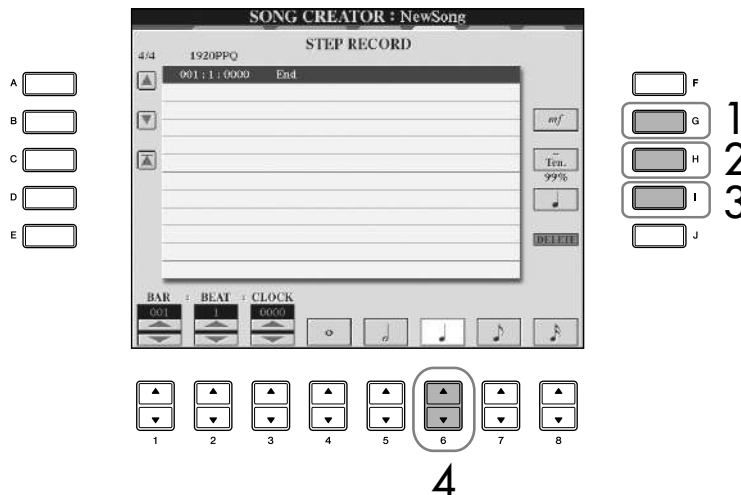 SONG CREATOR : NewSong
STEP RECORD
4/4 1920PPQ
001 : 1 : 0000 End
A
B
C
D
E
mf
Ten.
99%
DELETE
F
G 1
H 2
I 3
J
BAR : BEAT : CLOCK
001 1 0000
1 2 3 4 5 6 7 8
4